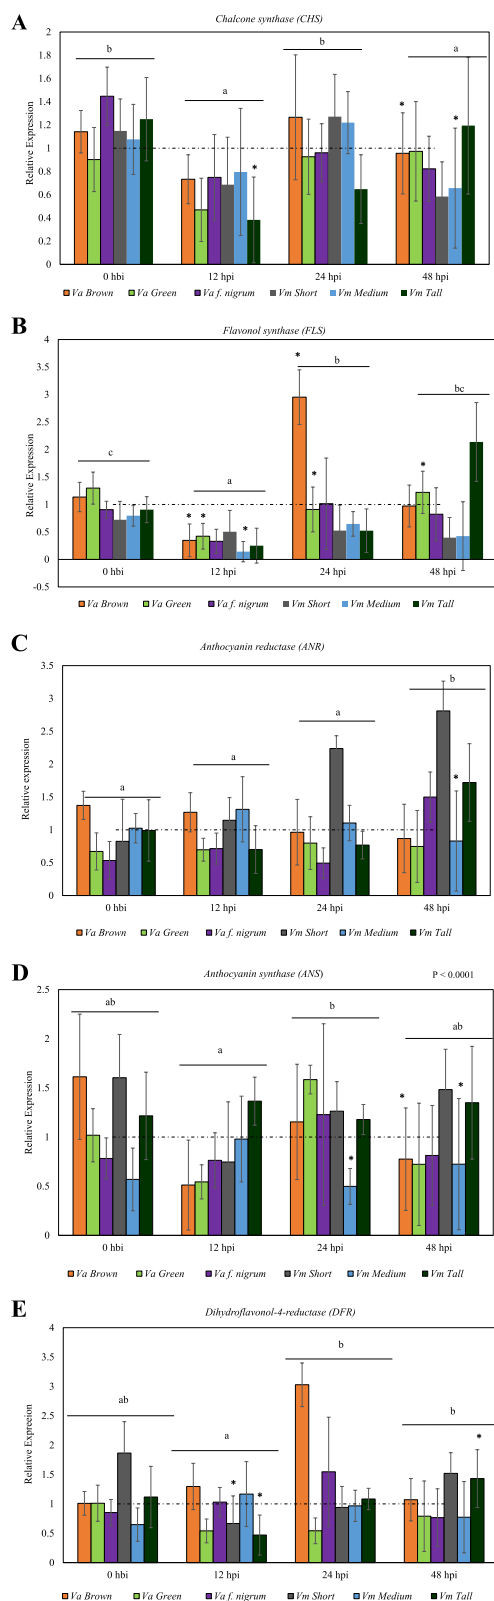 A
Chalcone synthase (CHS)
Relative Expression
2
1.8
1.6
1.4
1.2
1
0.8
0.6
0.4
0.2
0
b
a
b
a
*
*
*
0 hbi 12 hpi 24 hpi 48 hpi
Va Brown Va Green Va f. nigrum Vm Short Vm Medium Vm Tall
B
Flavonol synthase (FLS)
Relative Expression
4
3.5
3
2.5
2
1.5
1
0.5
0
-0.5
c
a
b
bc
*
*
*
*
*
*
0 hbi 12 hpi 24 hpi 48 hpi
Va Brown Va Green Va f. nigrum Vm Short Vm Medium Vm Tall
C
Anthocyanin reductase (ANR)
Relative expression
3.5
3
2.5
2
1.5
1
0.5
0
a
a
a
b
*
0 hbi 12 hpi 24 hpi 48 hpi
Va Brown Va Green Va f. nigrum Vm Short Vm Medium Vm Tall
D
Anthocyanin synthase (ANS)
P < 0.0001
Relative Expression
2.5
2
1.5
1
0.5
0
ab
a
b
ab
*
*
*
0 hbi 12 hpi 24 hpi 48 hpi
Va Brown Va Green Va f. nigrum Vm Short Vm Medium Vm Tall
E
Dihydroflavonol-4-reductase (DFR)
Relative Expreeion
4
3.5
3
2.5
2
1.5
1
0.5
0
ab
a
b
b
*
*
*
0 hbi 12 hpi 24 hpi 48 hpi
Va Brown Va Green Va f. nigrum Vm Short Vm Medium Vm Tall